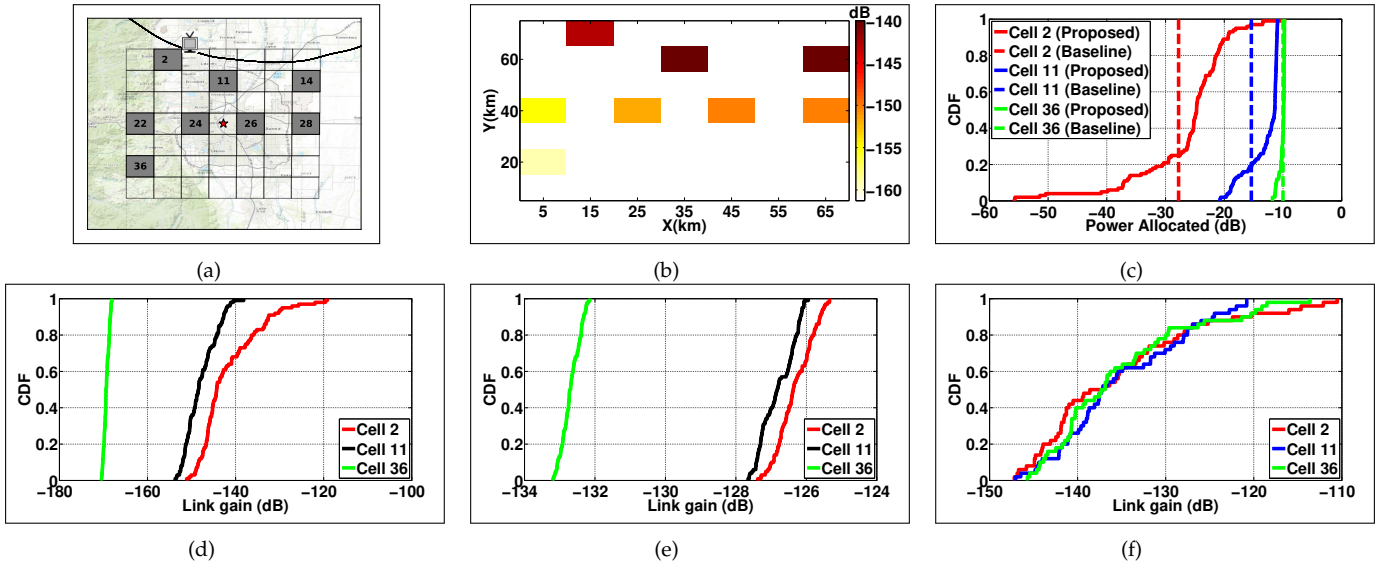 2
11
14
22
24
26
28
36
(a)
dB
−140
−145
−150
−155
−160
60
40
20
Y(km)
5 15 25 35 45 55 65
X(km)
(b)
1
0.8
0.6
0.4
0.2
0
CDF
Cell 2 (Proposed)
Cell 2 (Baseline)
Cell 11 (Proposed)
Cell 11 (Baseline)
Cell 36 (Proposed)
Cell 36 (Baseline)
−60 −50 −40 −30 −20 −10 0
Power Allocated (dB)
(c)
1
0.8
0.6
0.4
0.2
0
CDF
Cell 2
Cell 11
Cell 36
−180 −160 −140 −120 −100
Link gain (dB)
(d)
1
0.8
0.6
0.4
0.2
0
CDF
Cell 2
Cell 11
Cell 36
−134 −132 −130 −128 −126 −124
Link gain (dB)
(e)
1
0.8
0.6
0.4
0.2
0
CDF
Cell 2
Cell 11
Cell 36
−150 −140 −130 −120 −110
Link gain (dB)
(f)